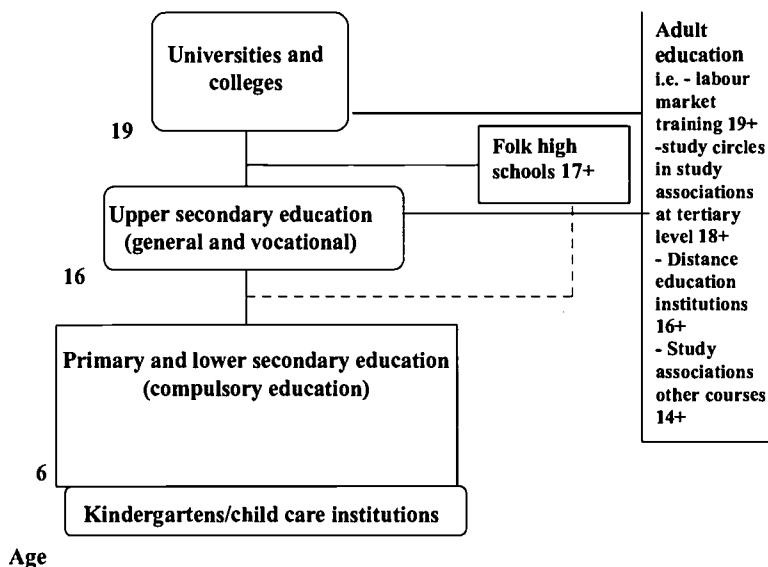 Universities and
colleges
19
Folk high
schools 17+
Upper secondary education
(general and vocational)
16
Primary and lower secondary education
(compulsory education)
6
Kindergartens/child care institutions
Age
Adult
education
i.e. - labour
market
training 19+
-study circles
in study
associations
at tertiary
level 18+
- Distance
education
institutions
16+
- Study
associations
other courses
14+